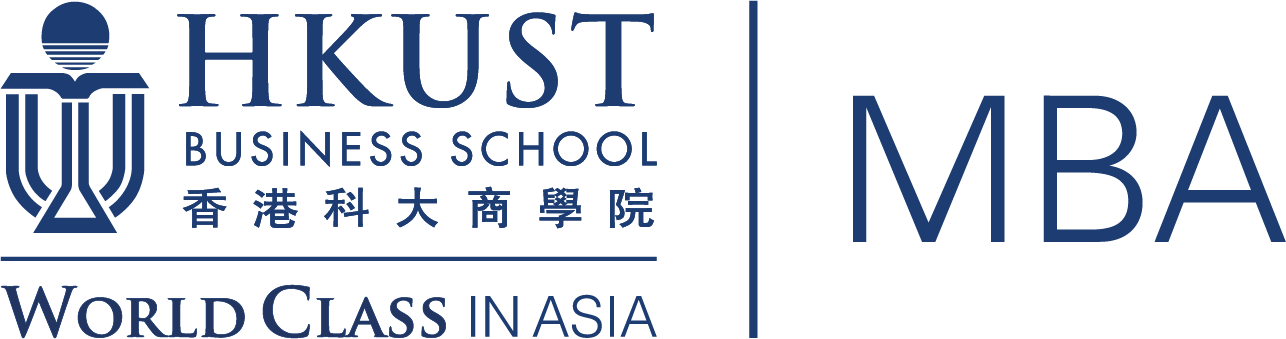 HKUST
BUSINESS SCHOOL
香港科大商學院
WORLD CLASS IN ASIA
MBA